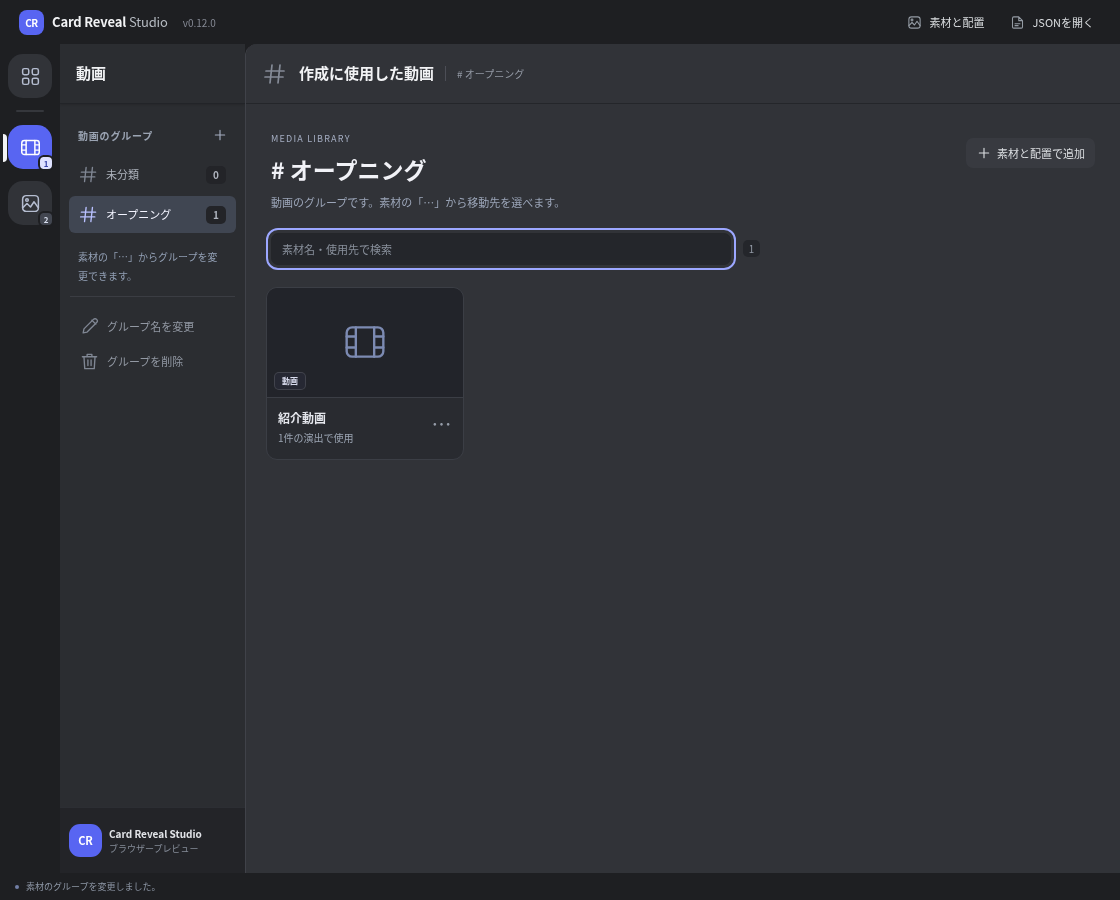 CR Card Reveal Studio v0.12.0
素材と配置
JSONを開く
動画
作成に使用した動画
# オープニング
動画のグループ
未分類 0
オープニング 1
素材の「…」からグループを変
更できます。
グループ名を変更
グループを削除
1
2
MEDIA LIBRARY
# オープニング
動画のグループです。素材の「…」から移動先を選べます。
素材と配置で追加
素材名・使用先で検索
1
動画
紹介動画
1件の演出で使用
CR
Card Reveal Studio
ブラウザープレビュー
素材のグループを変更しました。